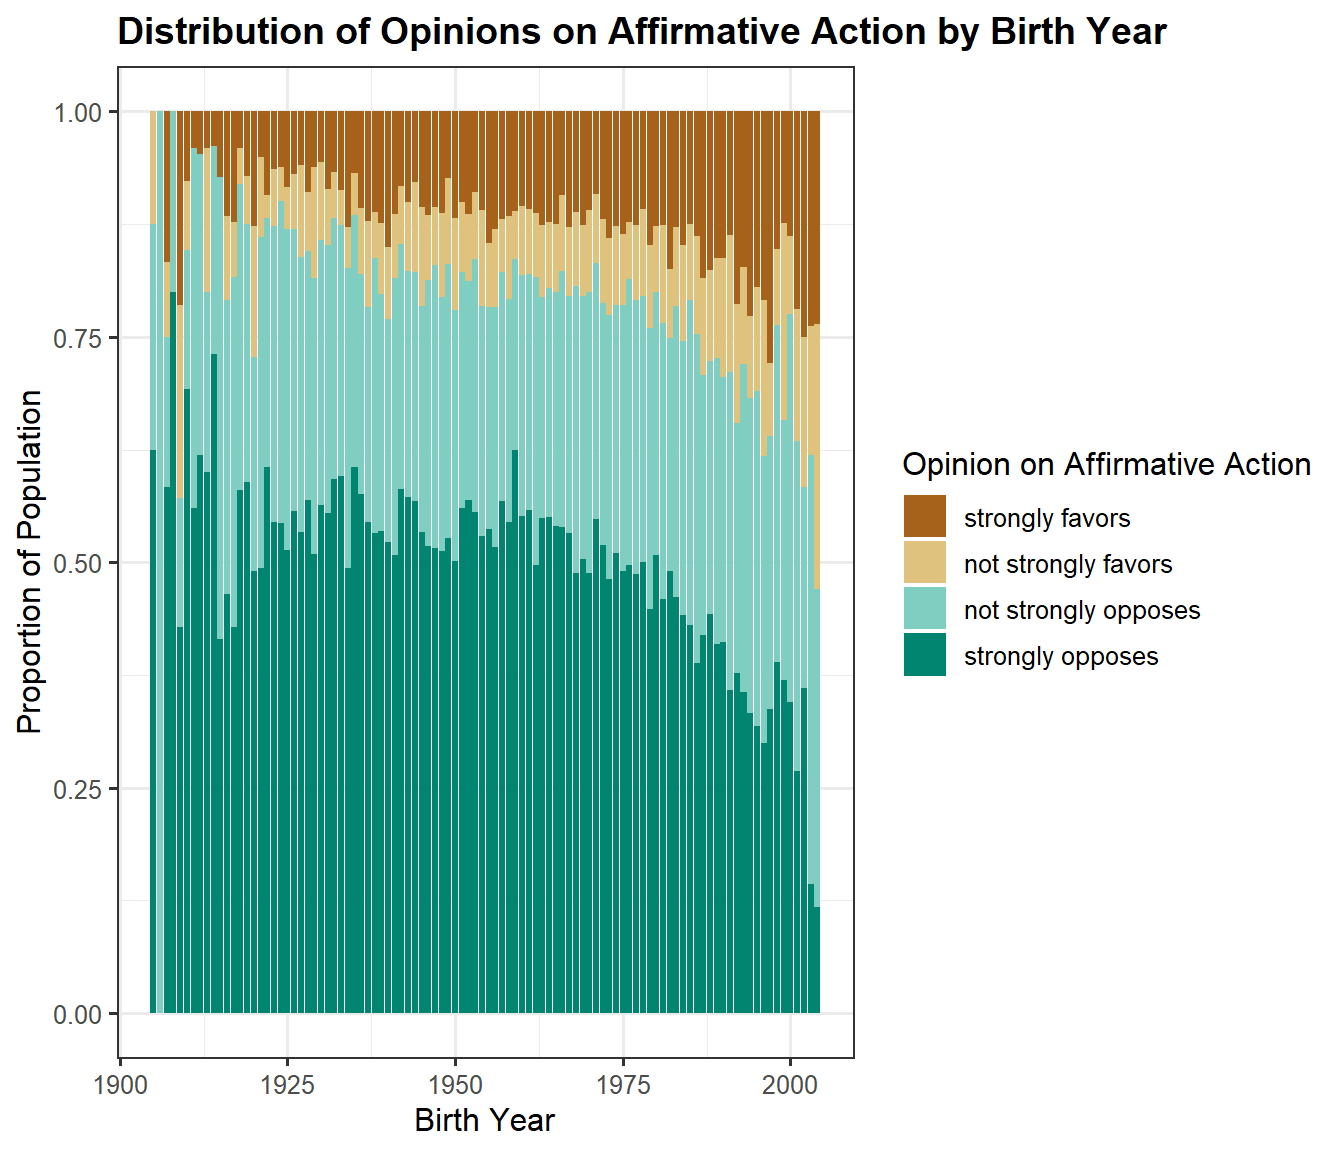 Distribution of Opinions on Affirmative Action by Birth Year
1.00
0.75
0.50
0.25
0.00
Proportion of Population
1900 1925 1950 1975 2000
Birth Year
Opinion on Affirmative Action
strongly favors
not strongly favors
not strongly opposes
strongly opposes